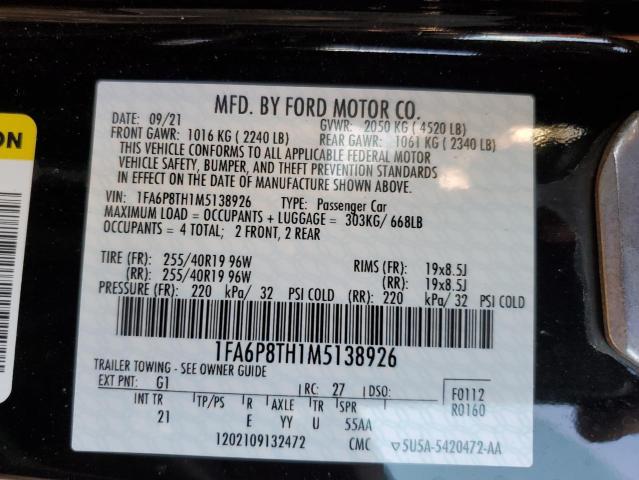 MFD. BY FORD MOTOR CO.
DATE: 09/21 GVWR: 2050 KG (4520 LB)
FRONT GAWR: 1016 KG (2240 LB) REAR GAWR: 1061 KG (2340 LB)
THIS VEHICLE CONFORMS TO ALL APPLICABLE FEDERAL MOTOR
VEHICLE SAFETY, BUMPER, AND THEFT PREVENTION STANDARDS
IN EFFECT ON THE DATE OF MANUFACTURE SHOWN ABOVE.
VIN: 1FA6P8TH1M5138926 TYPE: Passenger Car
MAXIMUM LOAD = OCCUPANTS + LUGGAGE = 303KG/ 668LB
OCCUPANTS = 4 TOTAL; 2 FRONT, 2 REAR
TIRE (FR): 255/40R19 96W RIMS (FR): 19x8.5J
(RR): 255/40R19 96W (RR): 19x8.5J
PRESSURE (FR): 220 kPa/ 32 PSI COLD (RR): 220 kPa/ 32 PSI COLD
1FA6P8TH1M5138926
TRAILER TOWING - SEE OWNER GUIDE
EXT PNT: G1 RC: 27 DSO: F0112
INT TR TP/PS R AXLE TR SPR R0160
21 E YY U 55AA
1202109132472 CMC ▽5U5A-5420472-AA
ON